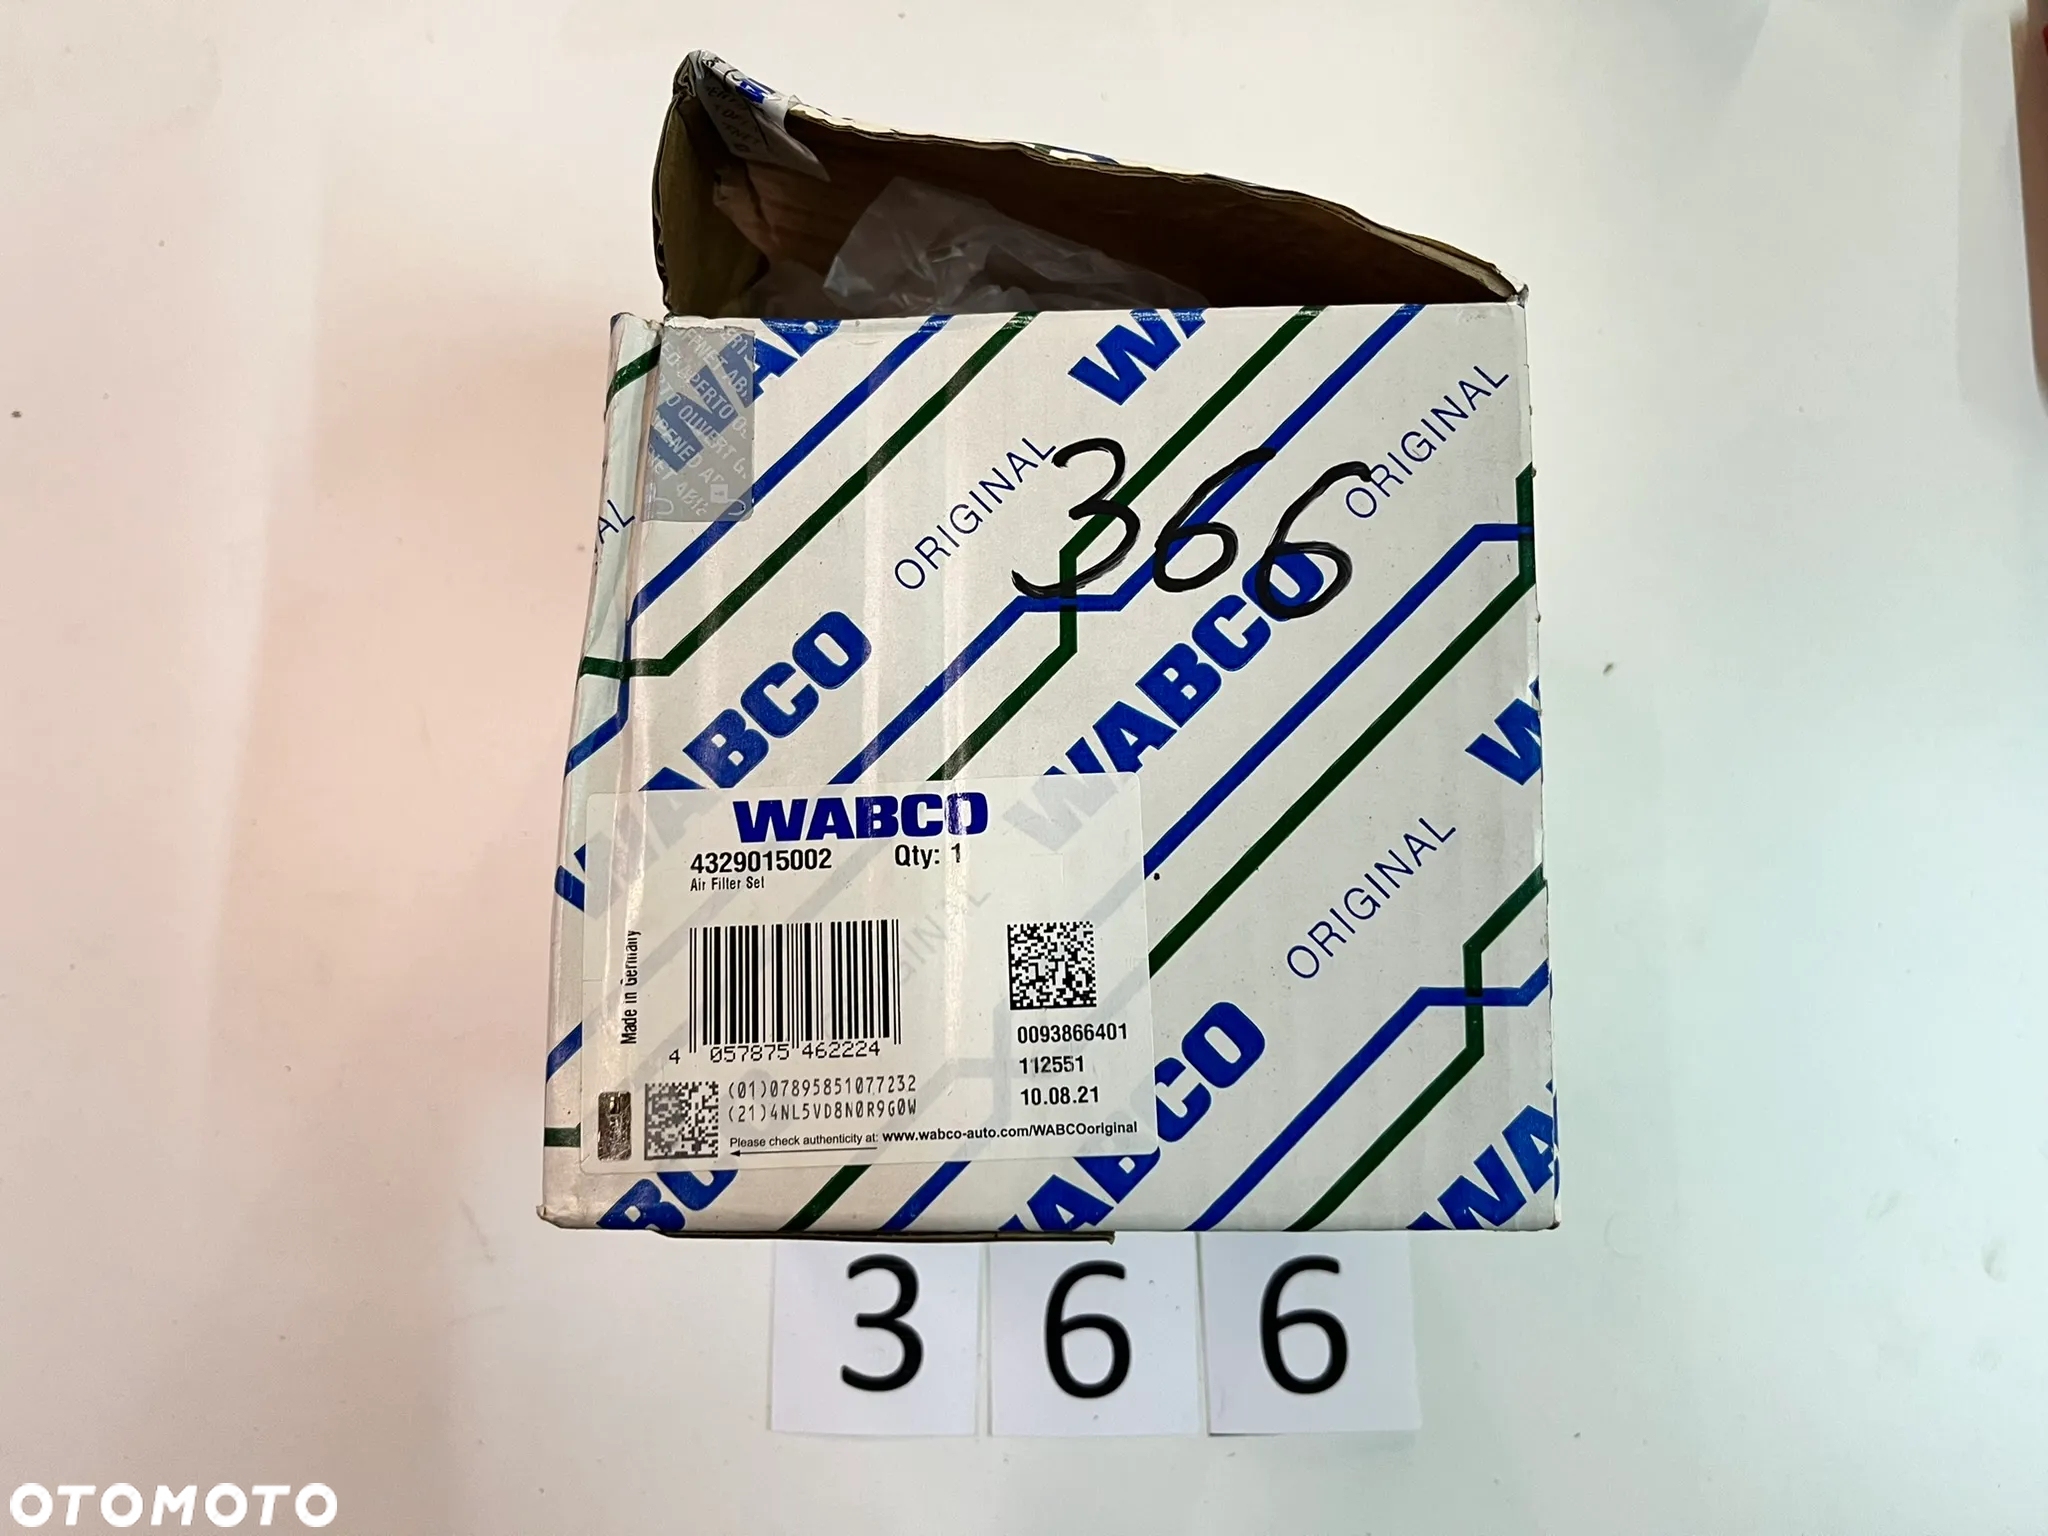 WABCO
ORIGINAL
ORIGINAL
366
WABCO
WABCO
ORIGINAL
WABCO
4329015002 Qty: 1
Air Filter Set
Made in Germany
4 057875 462224
0093866401
112551
10.08.21
(01)07895851077232
(21)4NL5VD8N0R9G0W
Please check authenticity at: www.wabco-auto.com/WABCOoriginal
WABCO
366
OTOMOTO